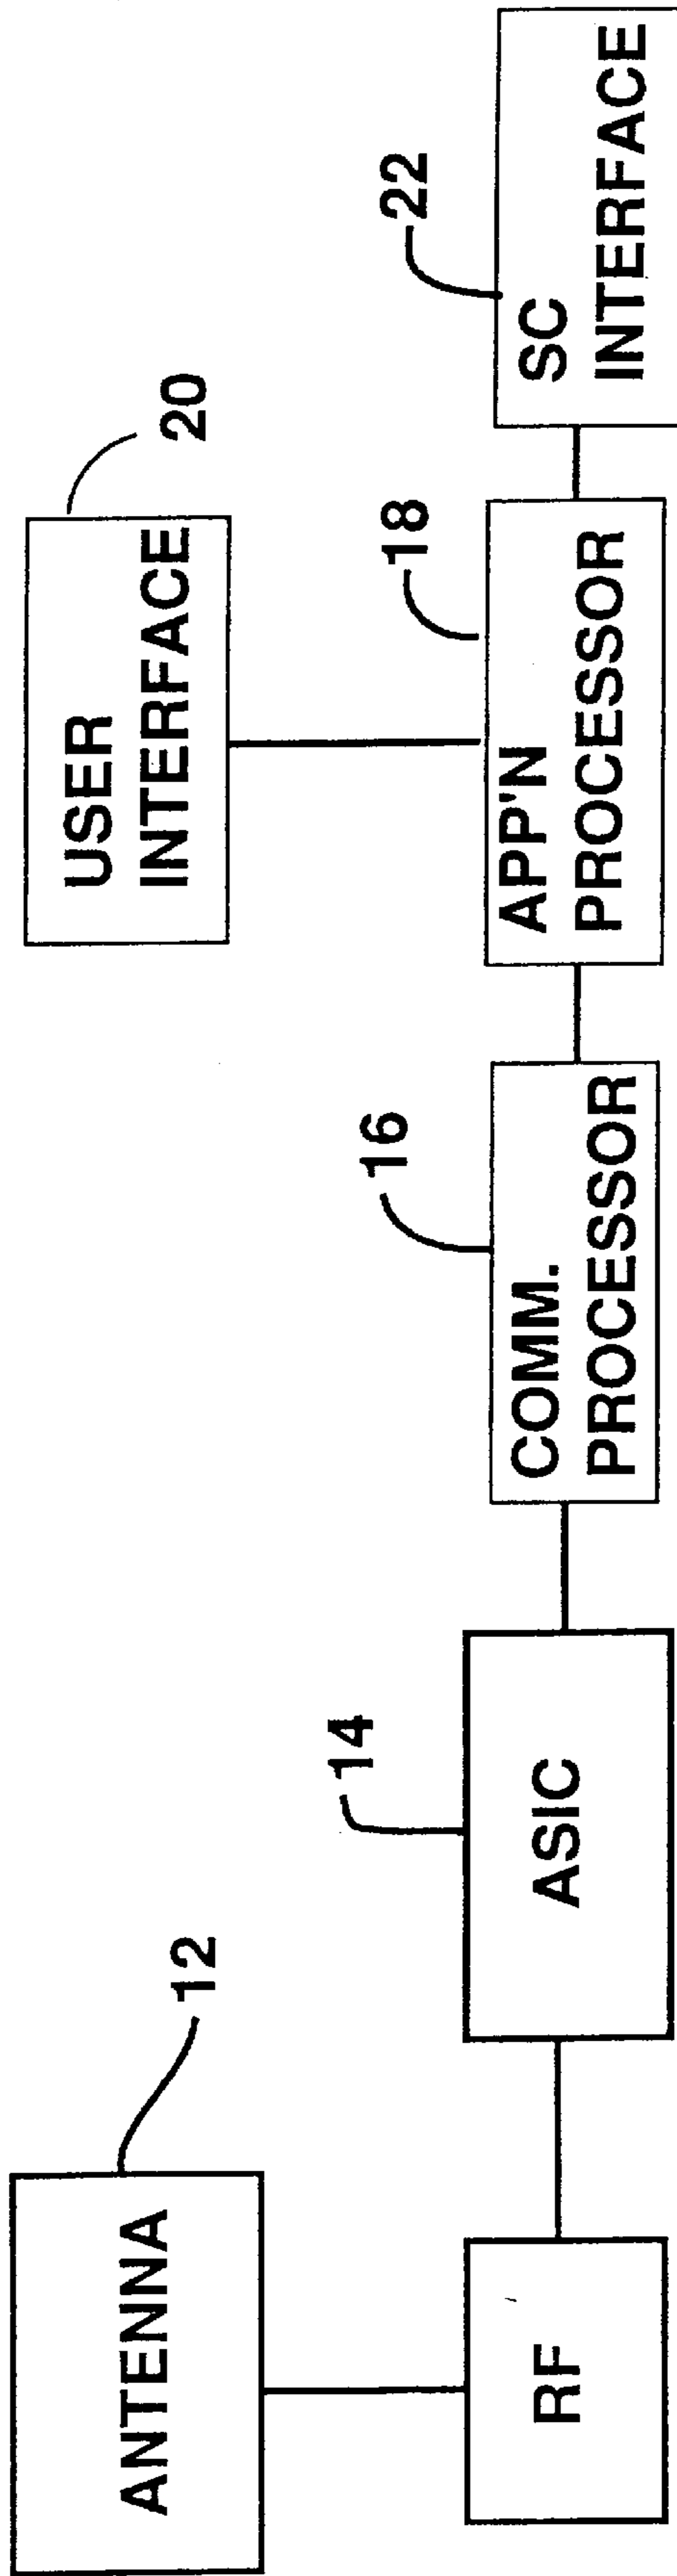 ANTENNA
12
RF
14
ASIC
16
COMM.
PROCESSOR
USER
INTERFACE
20
18
APP'N
PROCESSOR
22
SC
INTERFACE